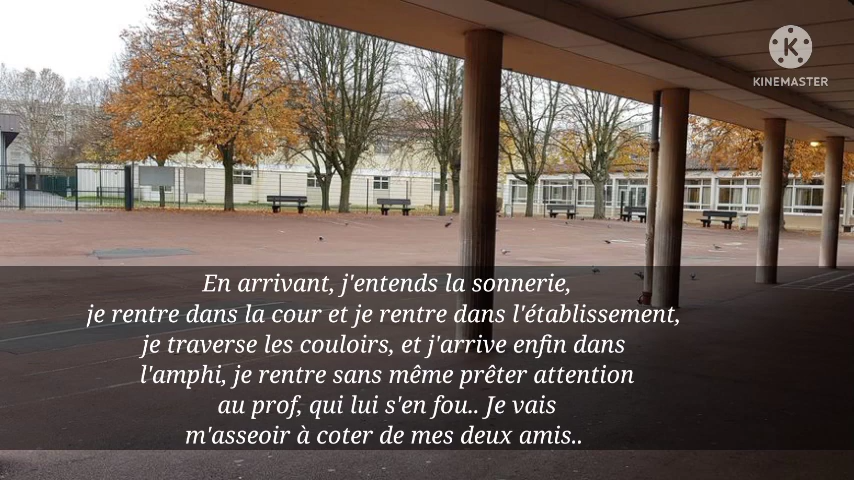 KINEMASTER
En arrivant, j'entends la sonnerie,
je rentre dans la cour et je rentre dans l'établissement,
je traverse les couloirs, et j'arrive enfin dans
l'amphi, je rentre sans même prêter attention
au prof, qui lui s'en fou.. Je vais
m'asseoir à coter de mes deux amis..